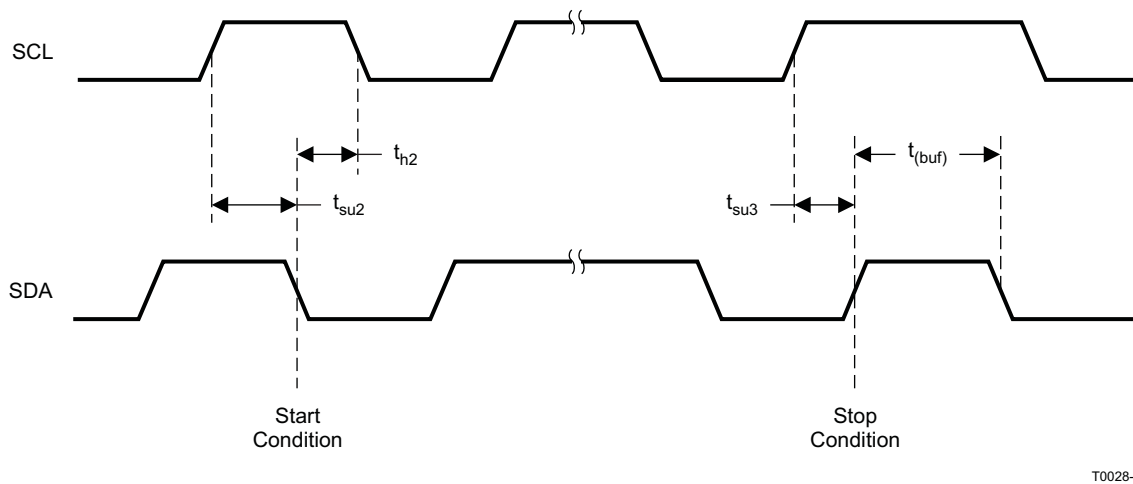 SCL
t_h2
t_(buf)
t_su2
t_su3
SDA
Start
Condition
Stop
Condition
T0028-